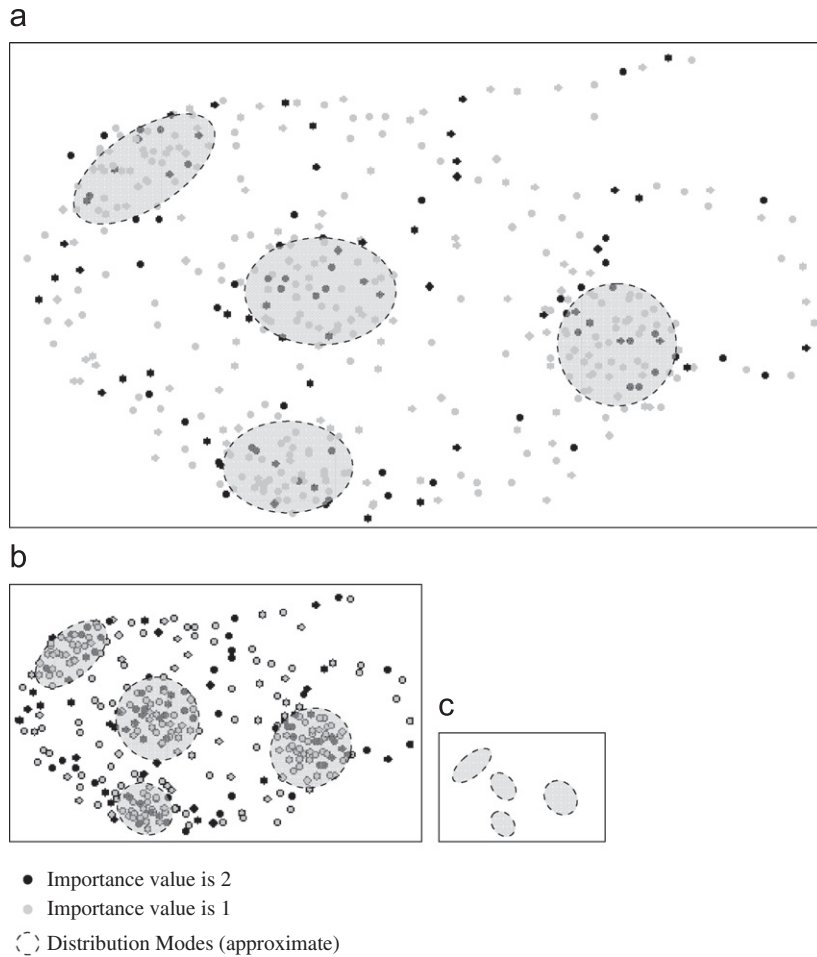 a
b
c
Importance value is 2
Importance value is 1
Distribution Modes (approximate)